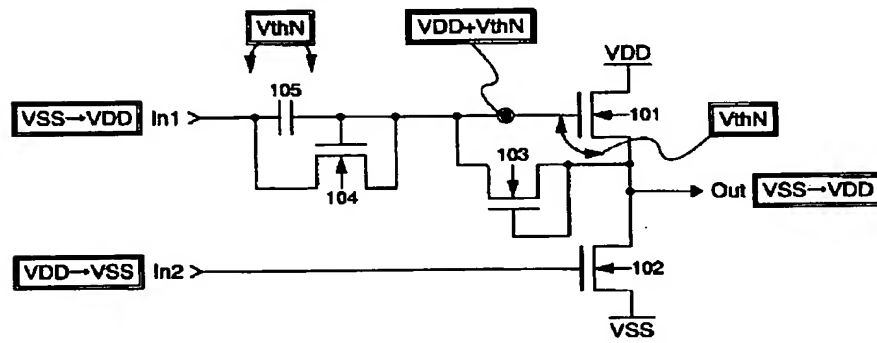 VthN
VDD+VthN
VDD
105
101
VSS→VDD In1
VthN
103
104
Out VSS→VDD
VDD→VSS In2
102
VSS